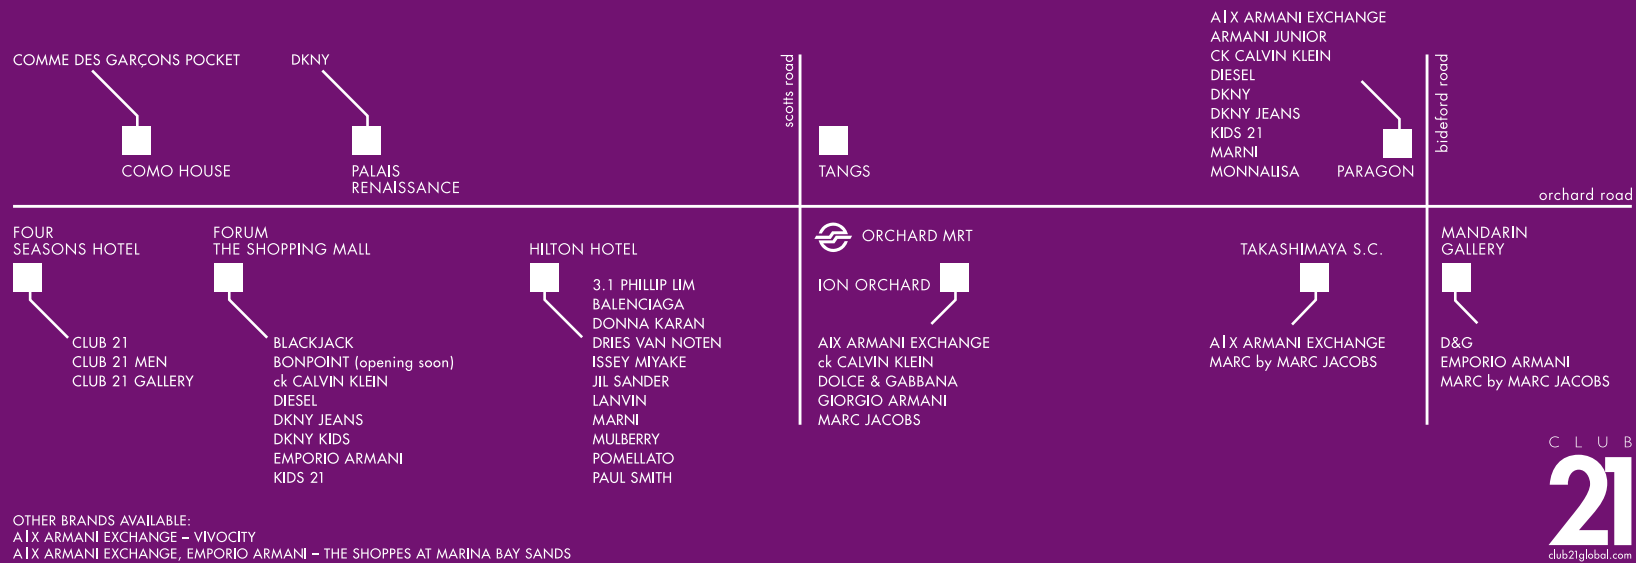 COMME DES GARÇONS POCKET
COMO HOUSE
DKNY
PALAIS
RENAISSANCE
scotts road
TANGS
A|X ARMANI EXCHANGE
ARMANI JUNIOR
CK CALVIN KLEIN
DIESEL
DKNY
DKNY JEANS
KIDS 21
MARNI
MONNALISA
PARAGON
bideford road
orchard road
FOUR
SEASONS HOTEL
CLUB 21
CLUB 21 MEN
CLUB 21 GALLERY
FORUM
THE SHOPPING MALL
BLACKJACK
BONPOINT (opening soon)
ck CALVIN KLEIN
DIESEL
DKNY JEANS
DKNY KIDS
EMPORIO ARMANI
KIDS 21
HILTON HOTEL
3.1 PHILLIP LIM
BALENCIAGA
DONNA KARAN
DRIES VAN NOTEN
ISSEY MIYAKE
JIL SANDER
LANVIN
MARNI
MULBERRY
POMELLATO
PAUL SMITH
ORCHARD MRT
ION ORCHARD
AIX ARMANI EXCHANGE
ck CALVIN KLEIN
DOLCE & GABBANA
GIORGIO ARMANI
MARC JACOBS
TAKASHIMAYA S.C.
A|X ARMANI EXCHANGE
MARC by MARC JACOBS
MANDARIN
GALLERY
D&G
EMPORIO ARMANI
MARC by MARC JACOBS
OTHER BRANDS AVAILABLE:
A|X ARMANI EXCHANGE – VIVOCITY
A|X ARMANI EXCHANGE, EMPORIO ARMANI – THE SHOPPES AT MARINA BAY SANDS
CLUB
21
club21global.com